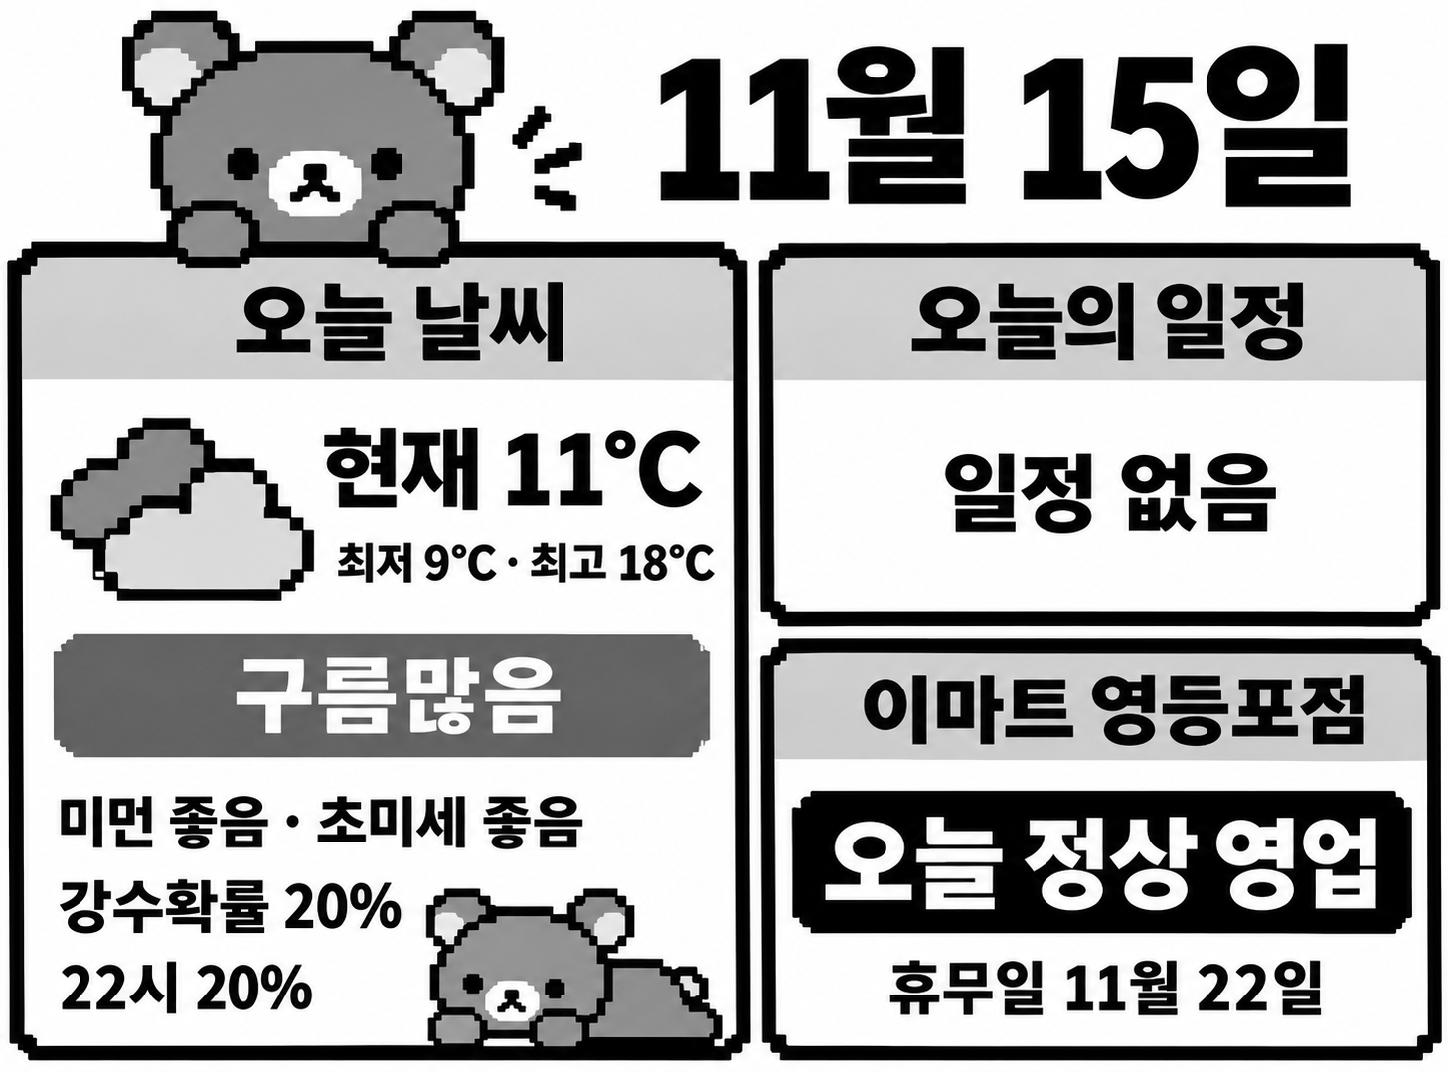 11월 15일
오늘 날씨
현재 11°C
최저 9°C · 최고 18°C
구름많음
미먼 좋음 · 초미세 좋음
강수확률 20%
22시 20%
오늘의 일정
일정 없음
이마트 영등포점
오늘 정상 영업
휴무일 11월 22일